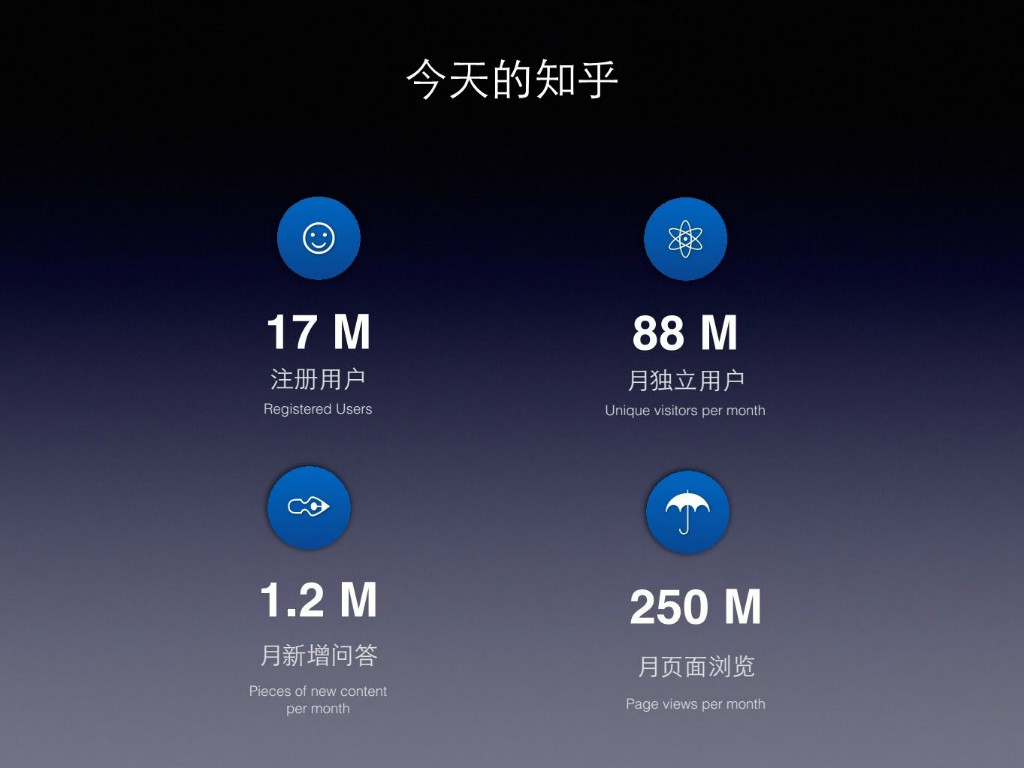 今天的知乎
17 M
注册用户
Registered Users
88 M
月独立用户
Unique visitors per month
1.2 M
月新增问答
Pieces of new content
per month
250 M
月页面浏览
Page views per month